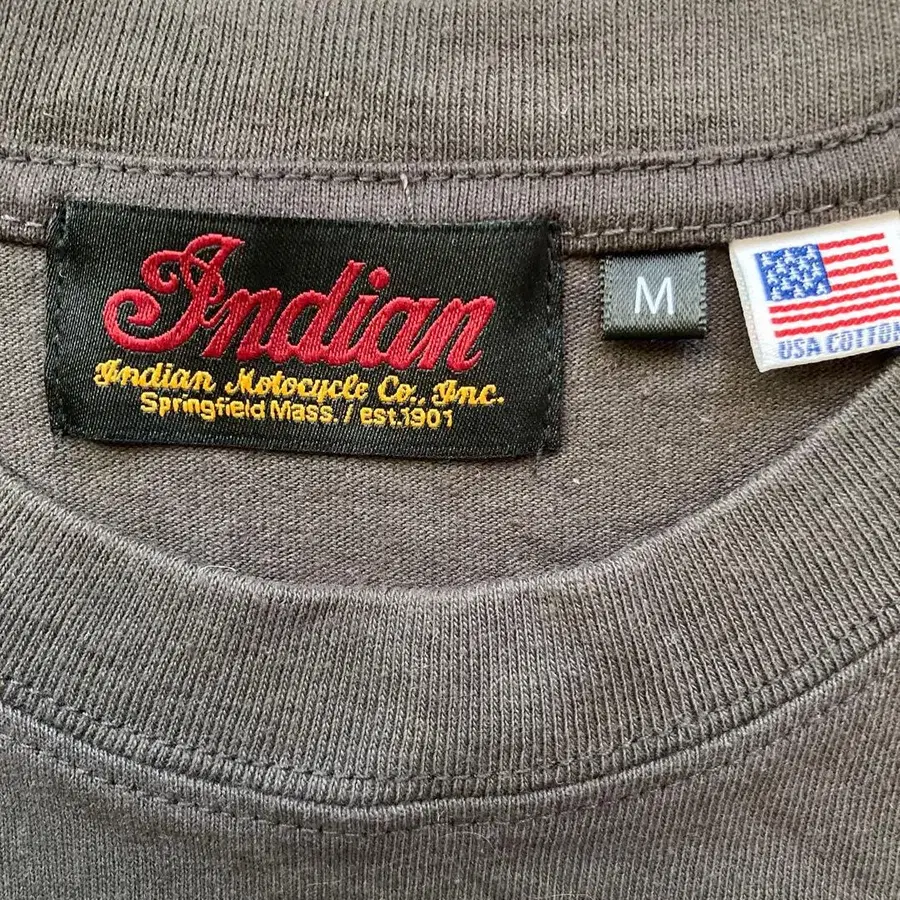 Indian
Indian Motocycle Co., Inc.
Springfield Mass. / est.1901
M
USA COTTON